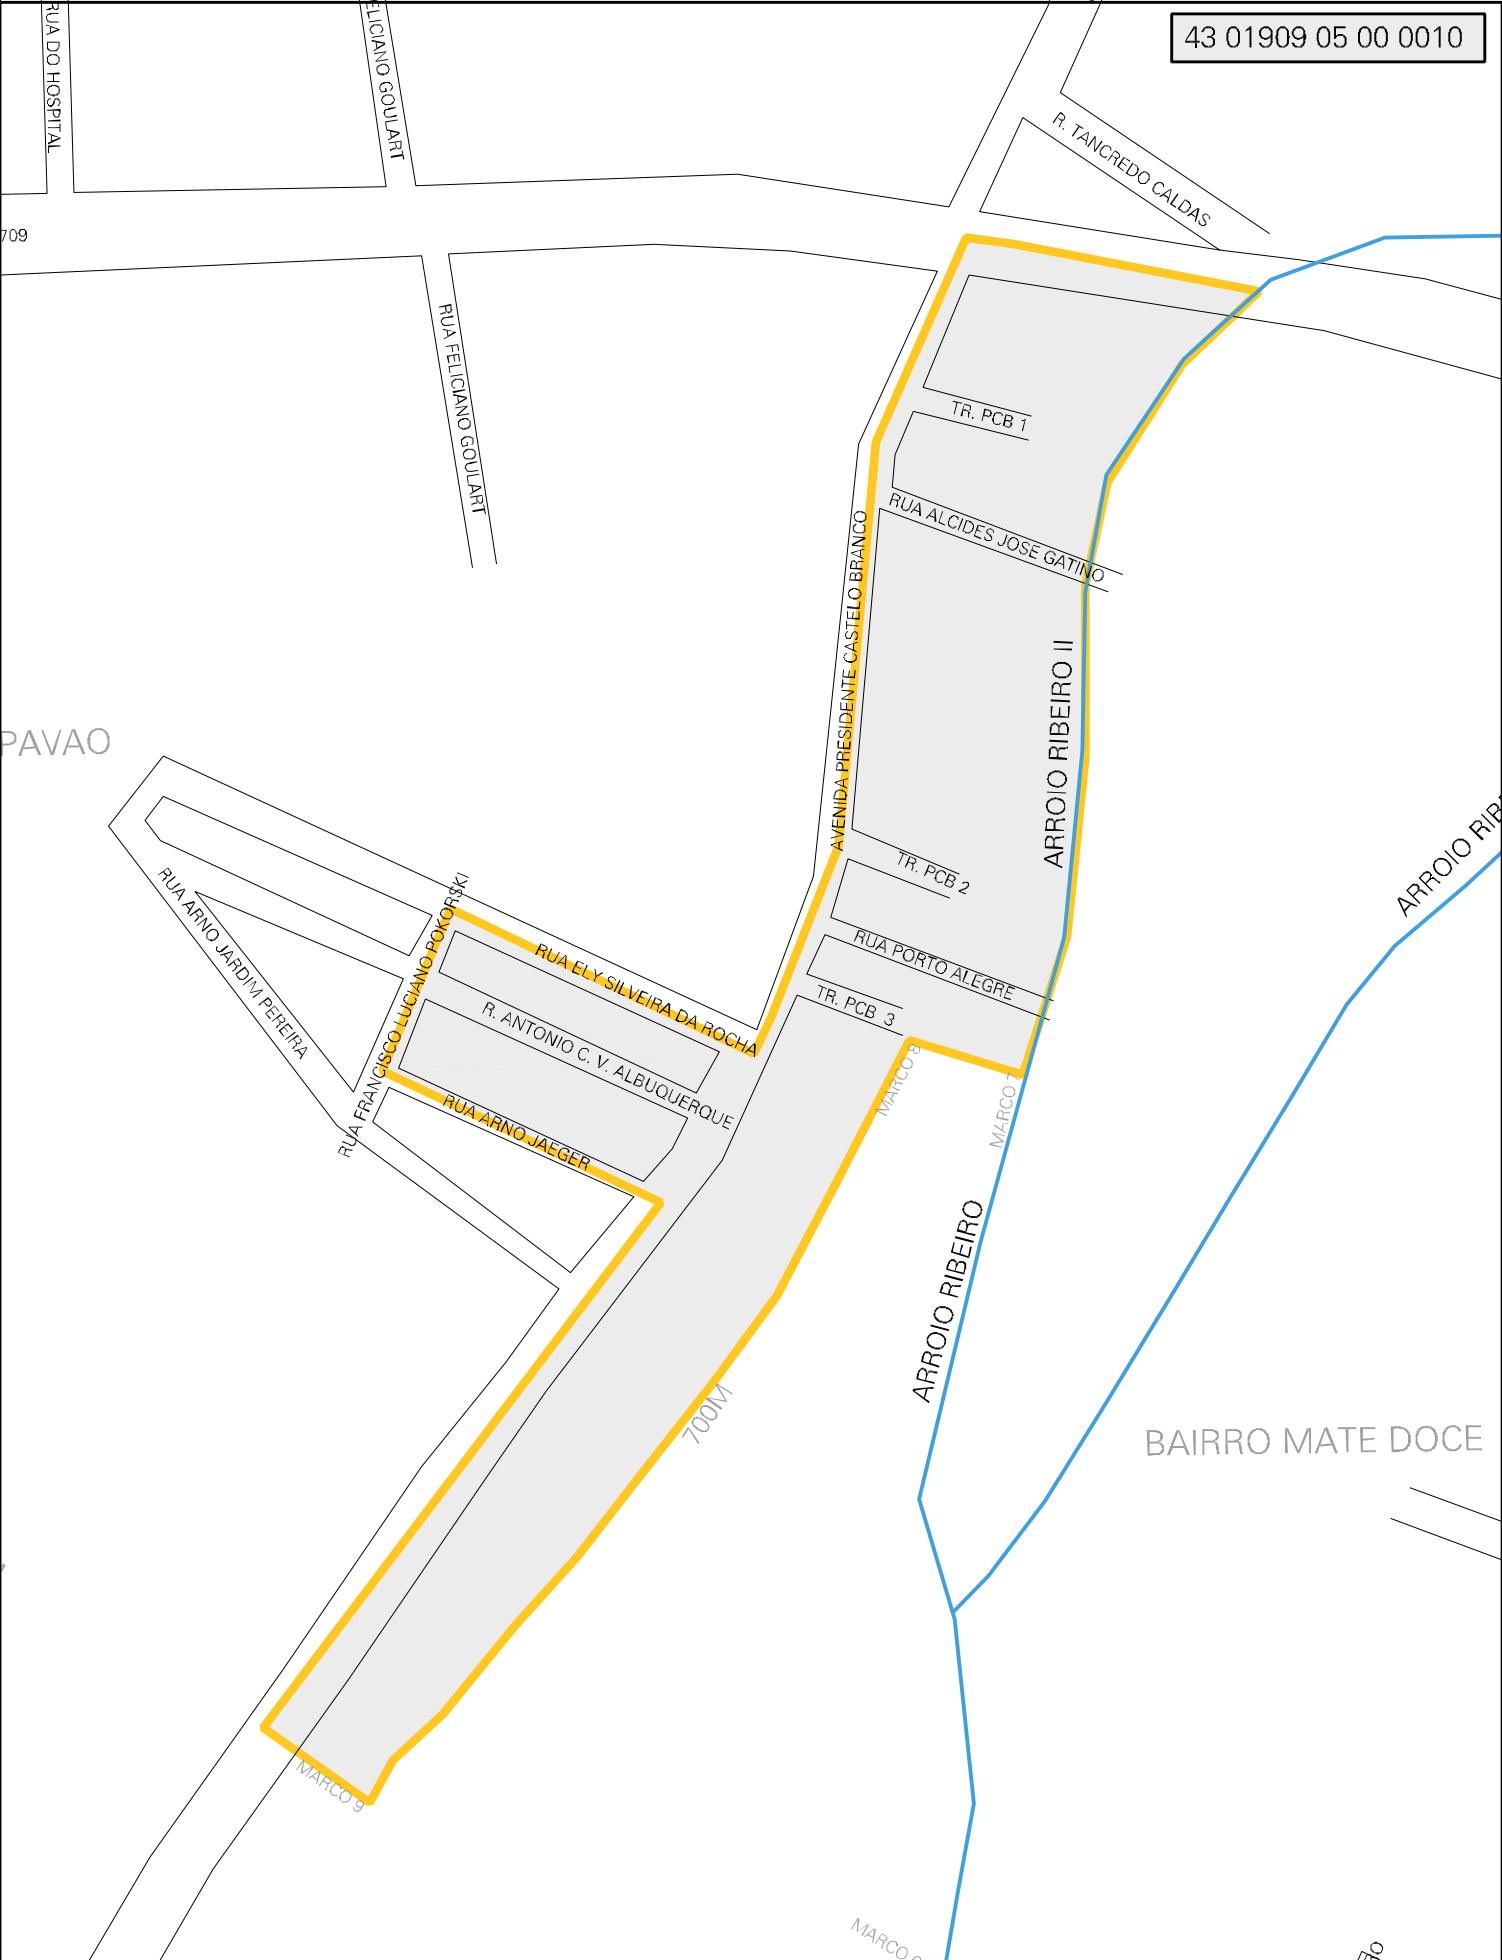 43 01909 05 00 0010
RUA DO HOSPITAL
ELICIANO GOULART
R. TANCREDO CALDAS
709
RUA FELICIANO GOULART
TR. PCB 1
RUA ALCIDES JOSE GATINO
AVENIDA PRESIDENTE CASTELO BRANCO
ARROIO RIBEIRO II
PAVAO
ARROIO RIBE
TR. PCB 2
RUA PORTO ALEGRE
TR. PCB 3
RUA ARNO JARDIM PEREIRA
RUA FRANCISCO LUCIANO POKORSKI
RUA ELY SILVEIRA DA ROCHA
R. ANTONIO C. V. ALBUQUERQUE
RUA ARNO JAEGER
MARCO 8
MARCO 7
ARROIO RIBEIRO
700M
BAIRRO MATE DOCE
MARCO 9
MARCO